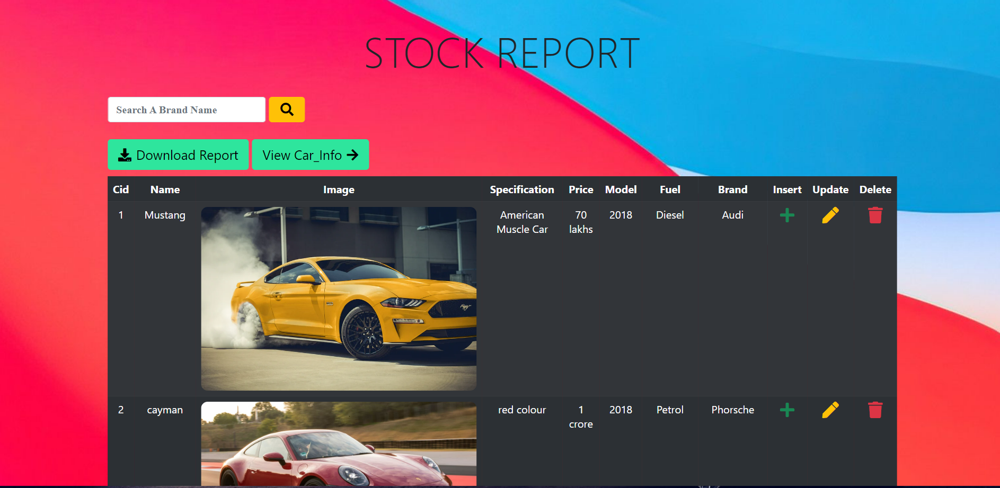 STOCK REPORT
Search A Brand Name
Download Report View Car_Info
Cid Name Image Specification Price Model Fuel Brand Insert Update Delete
1 Mustang American Muscle Car 70 lakhs 2018 Diesel Audi
2 cayman red colour 1 crore 2018 Petrol Phorsche